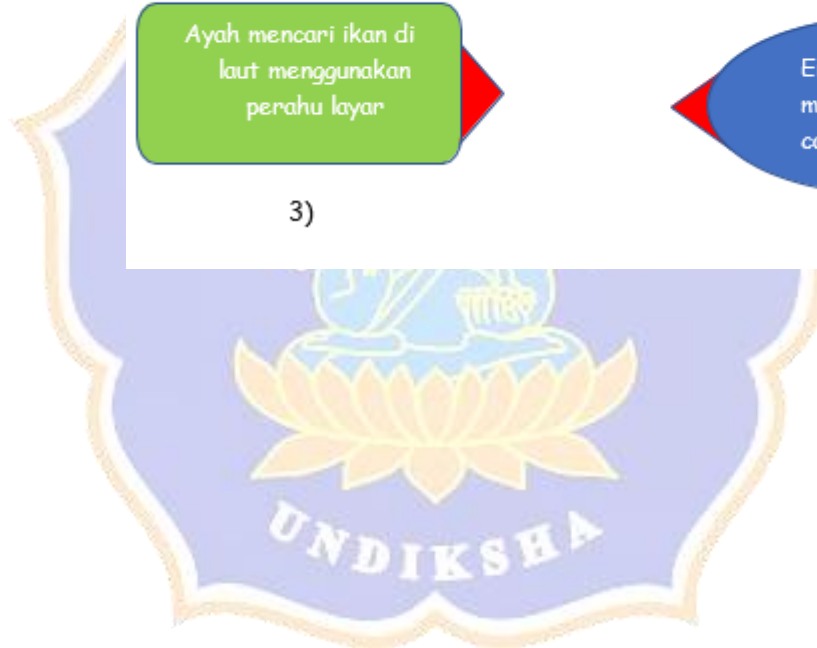 Ayah mencari ikan di
laut menggunakan
perahu layar
3)
UNDIKSHA